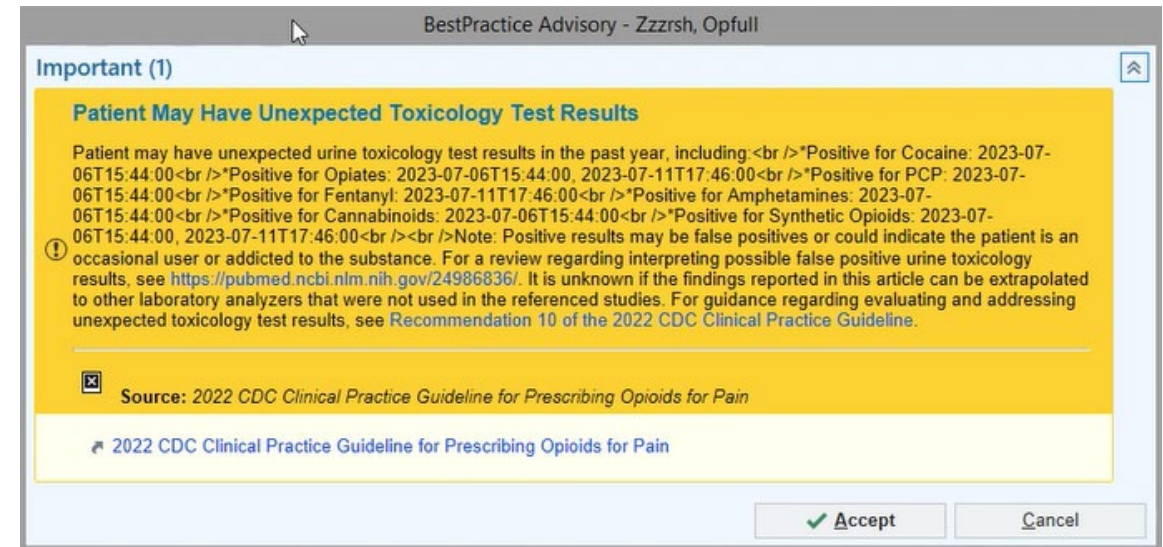 BestPractice Advisory - Zzzrsh, Opfull
Important (1)
Patient May Have Unexpected Toxicology Test Results
Patient may have unexpected urine toxicology test results in the past year, including:<br />*Positive for Cocaine: 2023-07-
06T15:44:00<br />*Positive for Opiates: 2023-07-06T15:44:00, 2023-07-11T17:46:00<br />*Positive for PCP: 2023-07-
06T15:44:00<br />*Positive for Fentanyl: 2023-07-11T17:46:00<br />*Positive for Amphetamines: 2023-07-
06T15:44:00<br />*Positive for Cannabinoids: 2023-07-06T15:44:00<br />*Positive for Synthetic Opioids: 2023-07-
06T15:44:00, 2023-07-11T17:46:00<br /><br />Note: Positive results may be false positives or could indicate the patient is an
occasional user or addicted to the substance. For a review regarding interpreting possible false positive urine toxicology
results, see https://pubmed.ncbi.nlm.nih.gov/24986836/. It is unknown if the findings reported in this article can be extrapolated
to other laboratory analyzers that were not used in the referenced studies. For guidance regarding evaluating and addressing
unexpected toxicology test results, see Recommendation 10 of the 2022 CDC Clinical Practice Guideline.
Source: 2022 CDC Clinical Practice Guideline for Prescribing Opioids for Pain
2022 CDC Clinical Practice Guideline for Prescribing Opioids for Pain
Accept Cancel